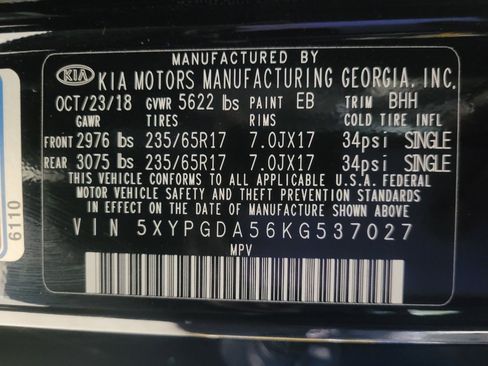 MANUFACTURED BY
KIA KIA MOTORS MANUFACTURING GEORGIA, INC.
OCT/23/18 GVWR 5622 lbs PAINT EB TRIM BHH
GAWR TIRES RIMS COLD TIRE INFL
FRONT 2976 lbs 235/65R17 7.0JX17 34psi SINGLE
REAR 3075 lbs 235/65R17 7.0JX17 34psi SINGLE
THIS VEHICLE CONFORMS TO ALL APPLICABLE U.S.A. FEDERAL
MOTOR VEHICLE SAFETY AND THEFT PREVENTION STANDARDS
IN EFFECT ON THE DATE OF MANUFACTURE SHOWN ABOVE
VIN 5XYPGDA56KG537027
MPV
6110